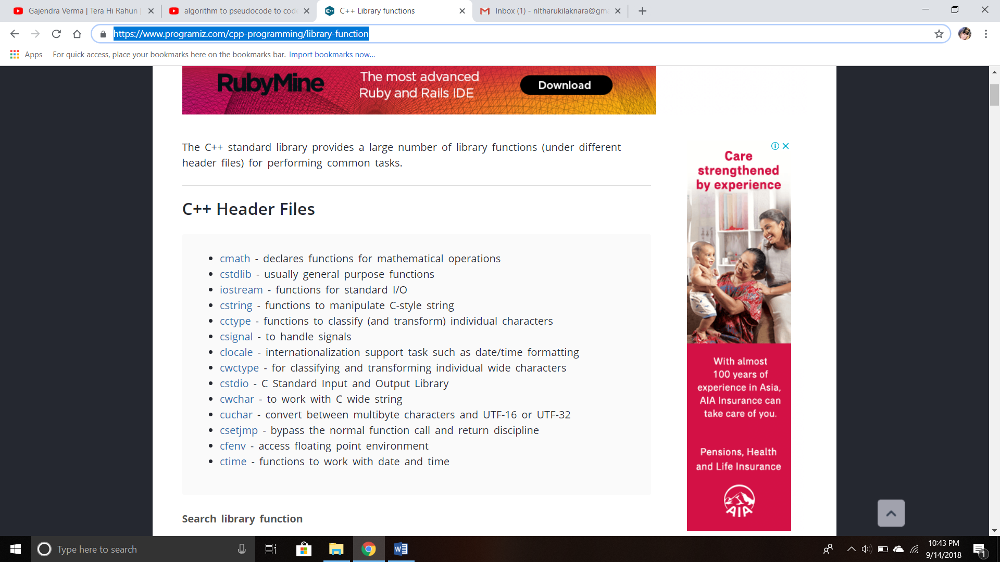 Gajendra Verma | Tera Hi Rahun |
algorithm to pseudocode to cod
C++ Library functions
Inbox (1) - nltharukilaknara@gma
https://www.programiz.com/cpp-programming/library-function
Apps
For quick access, place your bookmarks here on the bookmarks bar. Import bookmarks now...
RubyMine
The most advanced
Ruby and Rails IDE
Download
The C++ standard library provides a large number of library functions (under different
header files) for performing common tasks.
C++ Header Files
cmath - declares functions for mathematical operations
cstdlib - usually general purpose functions
iostream - functions for standard I/O
cstring - functions to manipulate C-style string
cctype - functions to classify (and transform) individual characters
csignal - to handle signals
clocale - internationalization support task such as date/time formatting
cwctype - for classifying and transforming individual wide characters
cstdio - C Standard Input and Output Library
cwchar - to work with C wide string
cuchar - convert between multibyte characters and UTF-16 or UTF-32
csetjmp - bypass the normal function call and return discipline
cfenv - access floating point environment
ctime - functions to work with date and time
Search library function
Care
strengthened
by experience
With almost
100 years of
experience in Asia,
AIA Insurance can
take care of you.
Pensions, Health
and Life Insurance
AIA
Type here to search
10:43 PM
9/14/2018
1